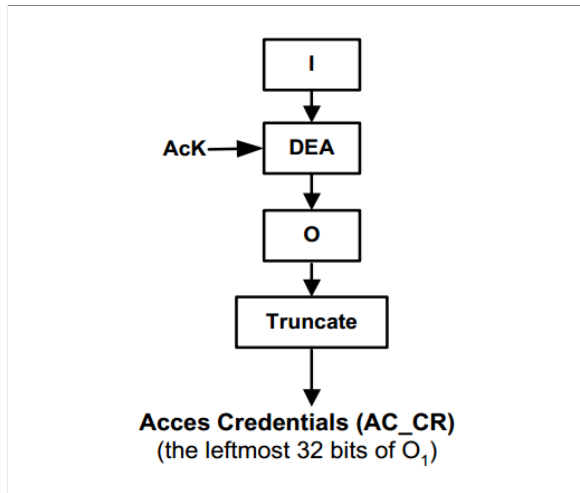 I
AcK
DEA
O
Truncate
Acces Credentials (AC_CR)
(the leftmost 32 bits of O₁)